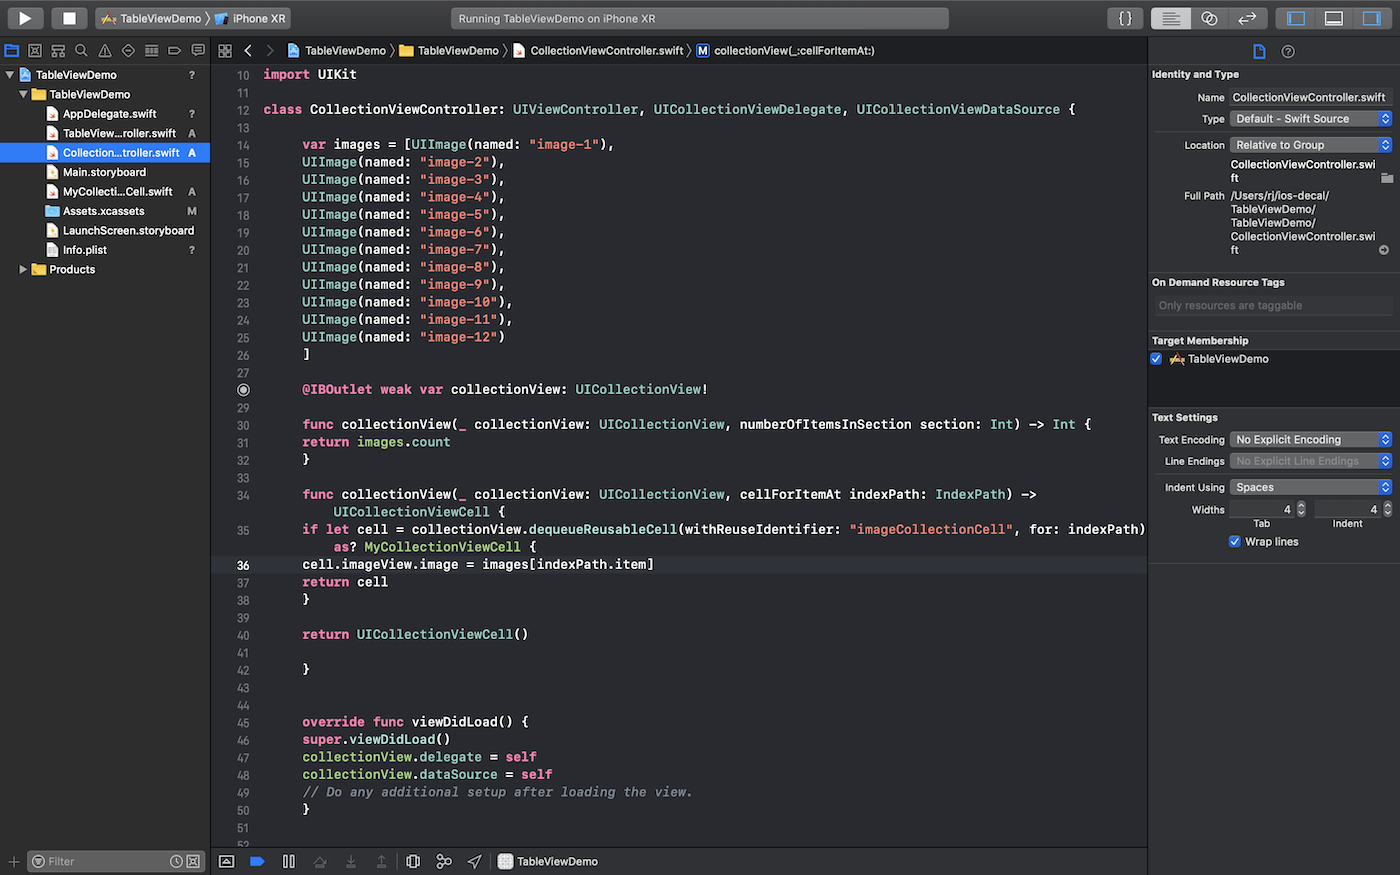 TableViewDemo
iPhone XR
Running TableViewDemo on iPhone XR
{}
TableViewDemo
TableViewDemo
CollectionViewController.swift
M
collectionView(_:cellForItemAt:)
TableViewDemo ?
TableViewDemo
AppDelegate.swift ?
TableView...roller.swift A
Collection...troller.swift A
Main.storyboard
MyCollecti...Cell.swift A
Assets.xcassets M
LaunchScreen.storyboard
Info.plist ?
Products
10 import UIKit
11
12 class CollectionViewController: UIViewController, UICollectionViewDelegate, UICollectionViewDataSource {
13
14 var images = [UIImage(named: "image-1"),
15 UIImage(named: "image-2"),
16 UIImage(named: "image-3"),
17 UIImage(named: "image-4"),
18 UIImage(named: "image-5"),
19 UIImage(named: "image-6"),
20 UIImage(named: "image-7"),
21 UIImage(named: "image-8"),
22 UIImage(named: "image-9"),
23 UIImage(named: "image-10"),
24 UIImage(named: "image-11"),
25 UIImage(named: "image-12")
26 ]
27
@IBOutlet weak var collectionView: UICollectionView!
29
30 func collectionView(_ collectionView: UICollectionView, numberOfItemsInSection section: Int) -> Int {
31 return images.count
32 }
33
34 func collectionView(_ collectionView: UICollectionView, cellForItemAt indexPath: IndexPath) ->
UICollectionViewCell {
35 if let cell = collectionView.dequeueReusableCell(withReuseIdentifier: "imageCollectionCell", for: indexPath)
as? MyCollectionViewCell {
36 cell.imageView.image = images[indexPath.item]
37 return cell
38 }
39
40 return UICollectionViewCell()
41
42 }
43
44
45 override func viewDidLoad() {
46 super.viewDidLoad()
47 collectionView.delegate = self
48 collectionView.dataSource = self
49 // Do any additional setup after loading the view.
50 }
51
52
Identity and Type
Name CollectionViewController.swift
Type Default - Swift Source
Location Relative to Group
CollectionViewController.swi
ft
Full Path /Users/rj/ios-decal/
TableViewDemo/
TableViewDemo/
CollectionViewController.swi
ft
On Demand Resource Tags
Only resources are taggable
Target Membership
TableViewDemo
Text Settings
Text Encoding No Explicit Encoding
Line Endings No Explicit Line Endings
Indent Using Spaces
Widths 4 4
Tab Indent
Wrap lines
Filter
TableViewDemo